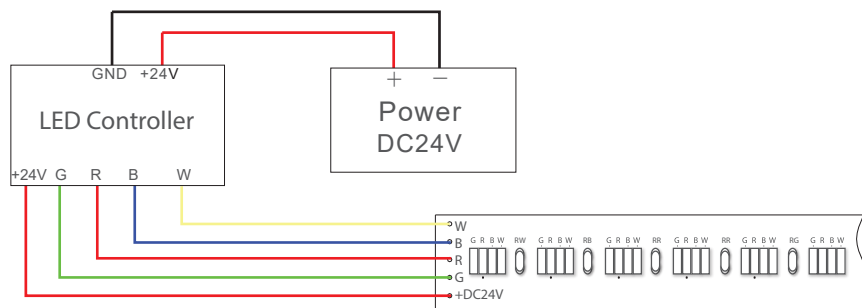 GND +24V
+ −
LED Controller
Power
DC24V
+24V G R B W
W
B
R
G
+DC24V
G R B W RW G R B W RB G R B W RR G R B W RR G R B W RG G R B W